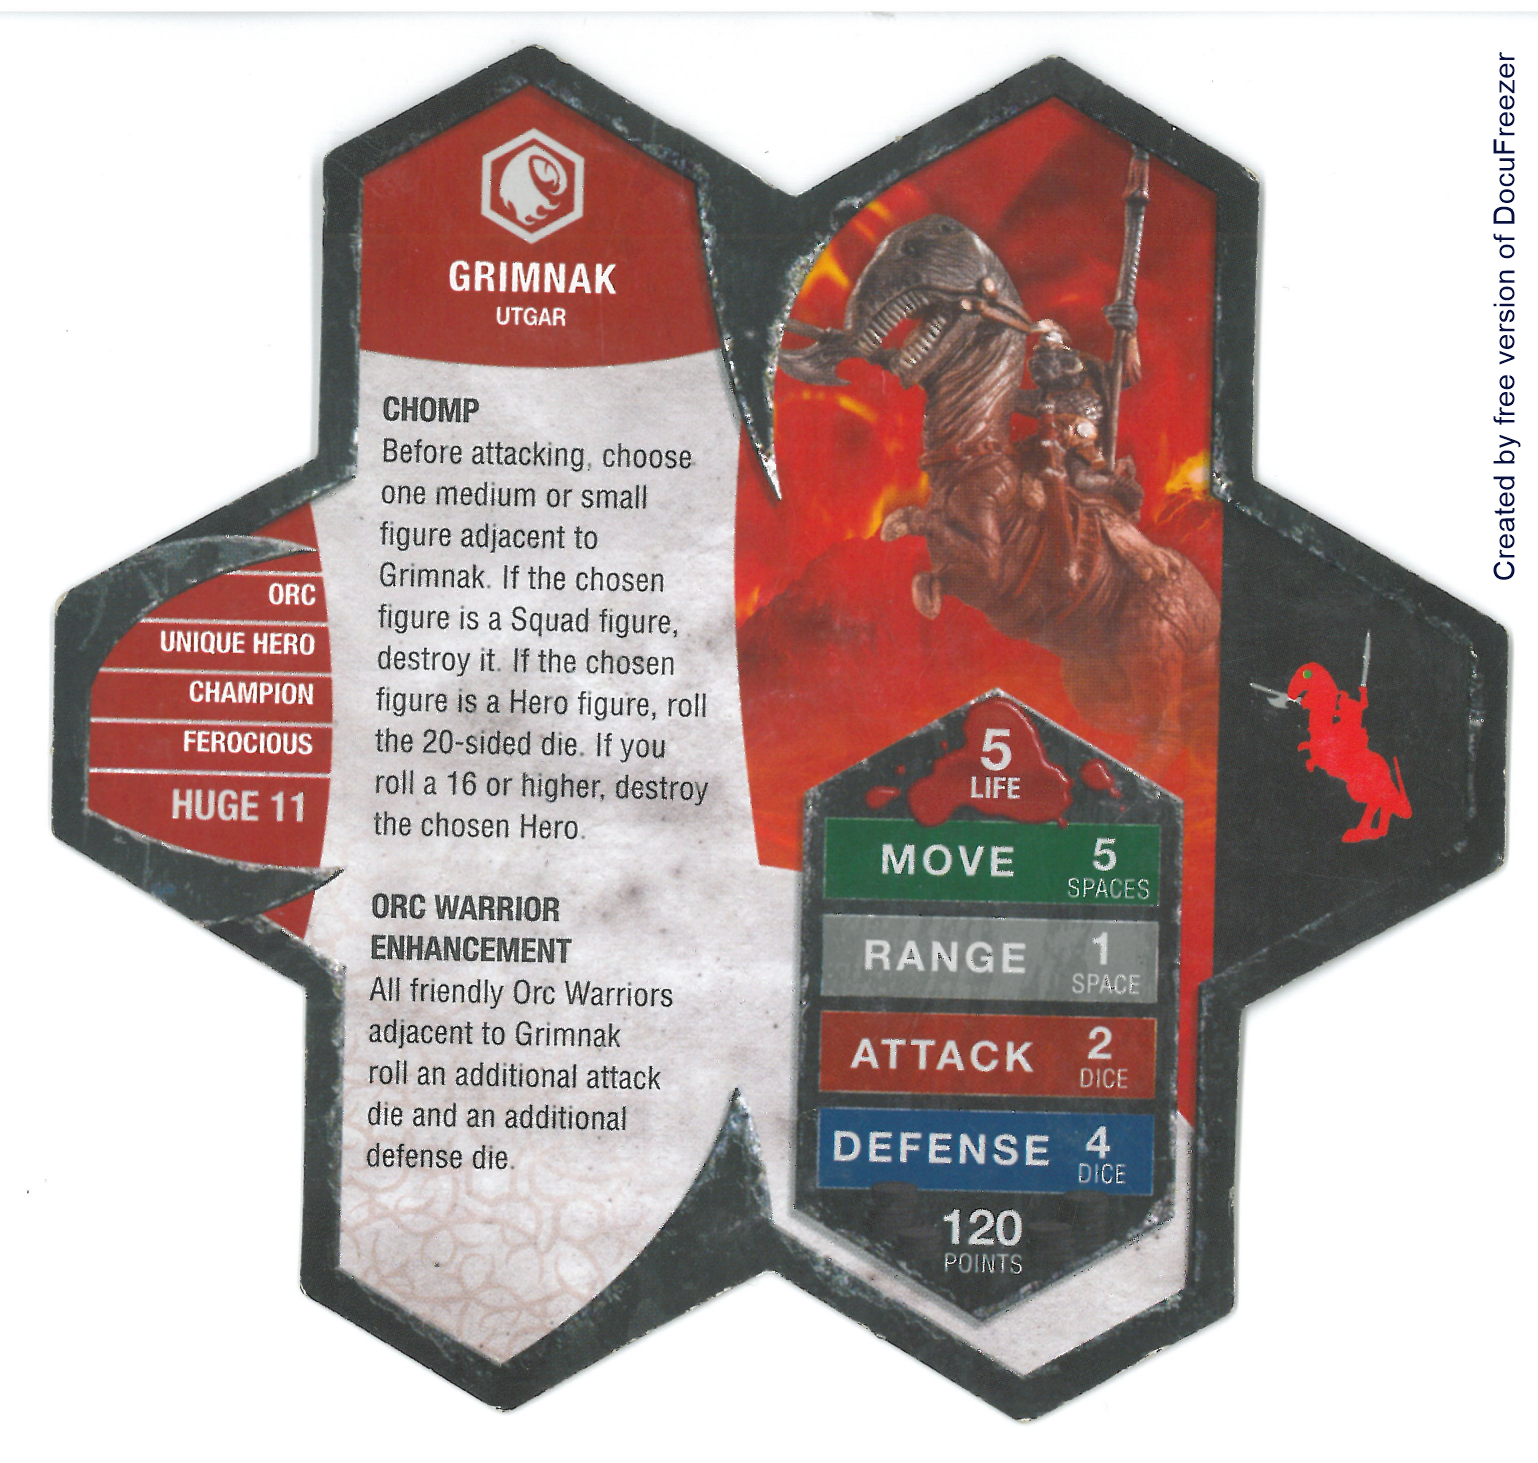 GRIMNAK
UTGAR
CHOMP
Before attacking, choose
one medium or small
figure adjacent to
Grimnak. If the chosen
figure is a Squad figure,
destroy it. If the chosen
figure is a Hero figure, roll
the 20-sided die. If you
roll a 16 or higher, destroy
the chosen Hero.
ORC WARRIOR
ENHANCEMENT
All friendly Orc Warriors
adjacent to Grimnak
roll an additional attack
die and an additional
defense die.
ORC
UNIQUE HERO
CHAMPION
FEROCIOUS
HUGE 11
5
LIFE
MOVE 5
SPACES
RANGE 1
SPACE
ATTACK 2
DICE
DEFENSE 4
DICE
120
POINTS
Created by free version of DocuFreezer